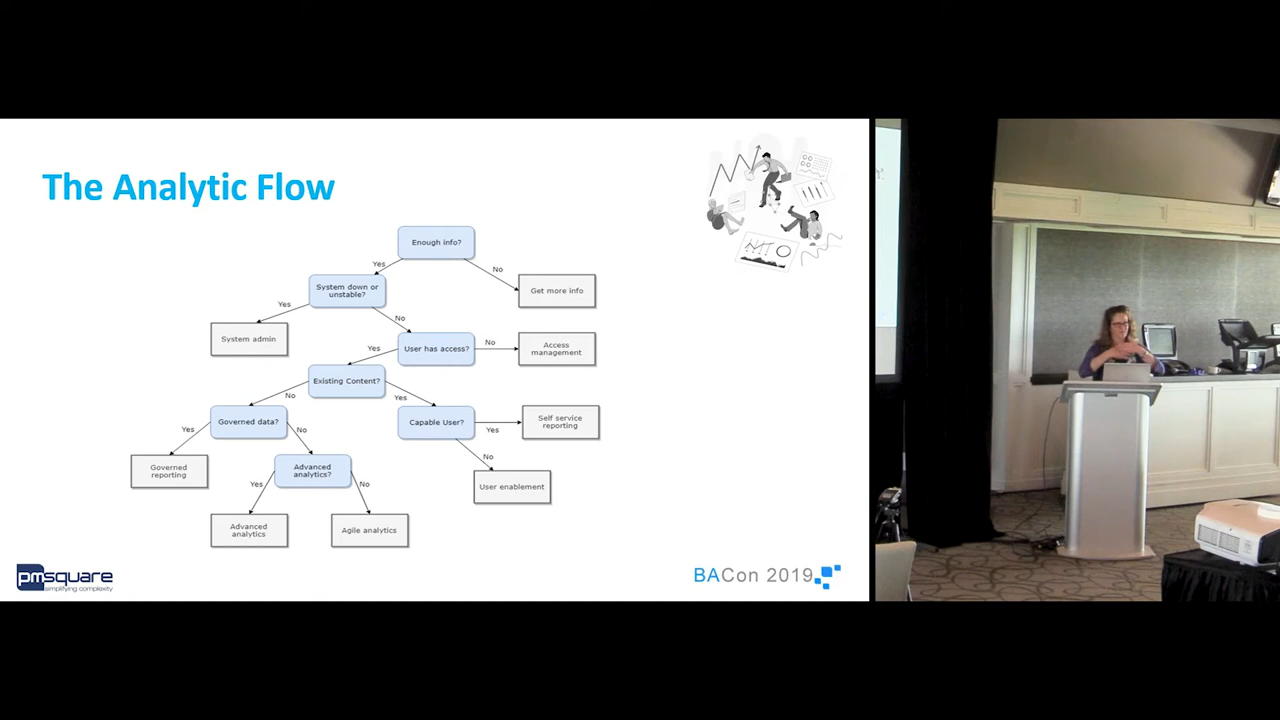 The Analytic Flow
Enough info?
Yes
No
System down or
unstable?
Get more info
Yes
No
System admin
User has access?
No
Access
management
Yes
Existing Content?
No
Yes
Governed data?
Capable User?
Yes
Self service
reporting
Yes
No
Governed
reporting
Advanced
analytics?
No
User enablement
Yes
No
Advanced
analytics
Agile analytics
pmsquare
simplifying complexity
BACon 2019